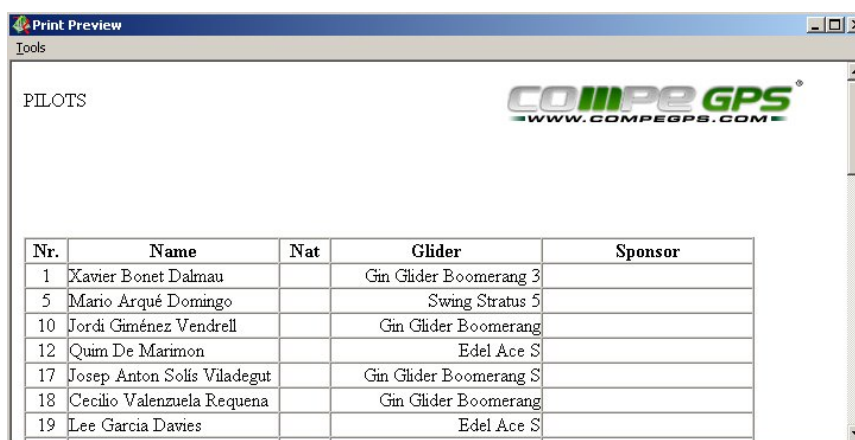 Print Preview
Tools
PILOTS
COMPE GPS®
WWW.COMPEGPS.COM
Nr. Name Nat Glider Sponsor
1 Xavier Bonet Dalmau Gin Glider Boomerang 3
5 Mario Arqué Domingo Swing Stratus 5
10 Jordi Giménez Vendrell Gin Glider Boomerang
12 Quim De Marimon Edel Ace S
17 Josep Anton Solís Viladegut Gin Glider Boomerang S
18 Cecilio Valenzuela Requena Gin Glider Boomerang
19 Lee Garcia Davies Edel Ace S